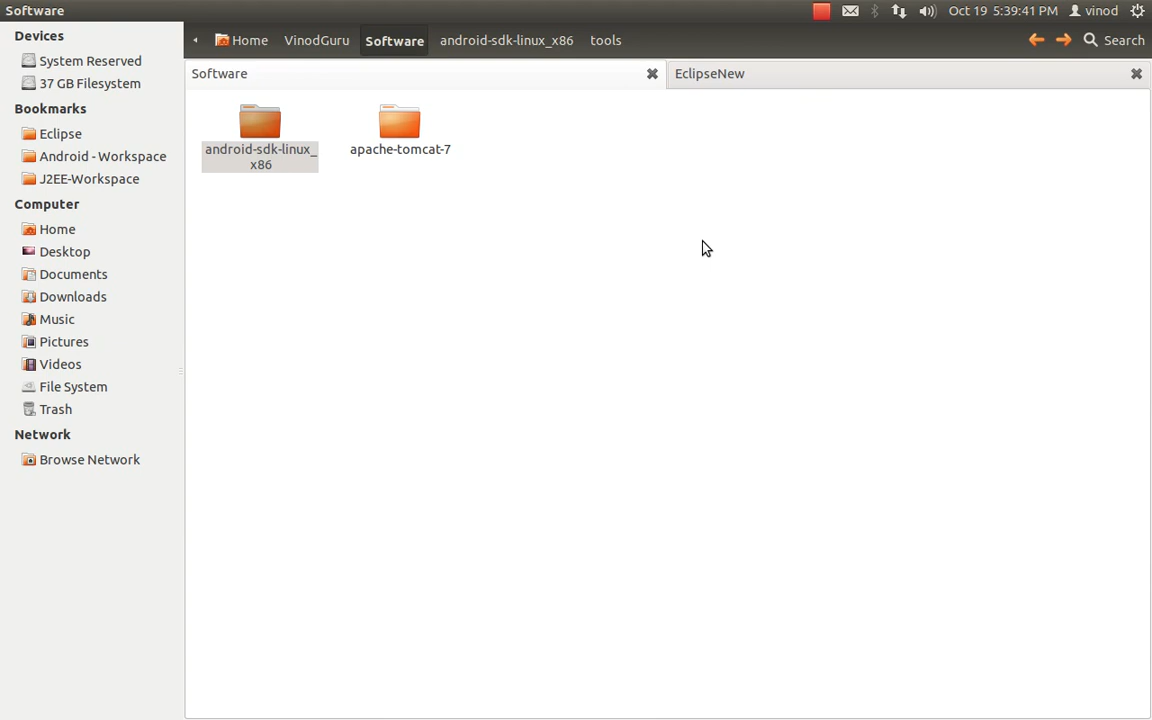 Software
Oct 19 5:39:41 PM vinod
Devices
System Reserved
37 GB Filesystem
Bookmarks
Eclipse
Android - Workspace
J2EE-Workspace
Computer
Home
Desktop
Documents
Downloads
Music
Pictures
Videos
File System
Trash
Network
Browse Network
Home VinodGuru Software android-sdk-linux_x86 tools Search
Software EclipseNew
android-sdk-linux_
x86
apache-tomcat-7